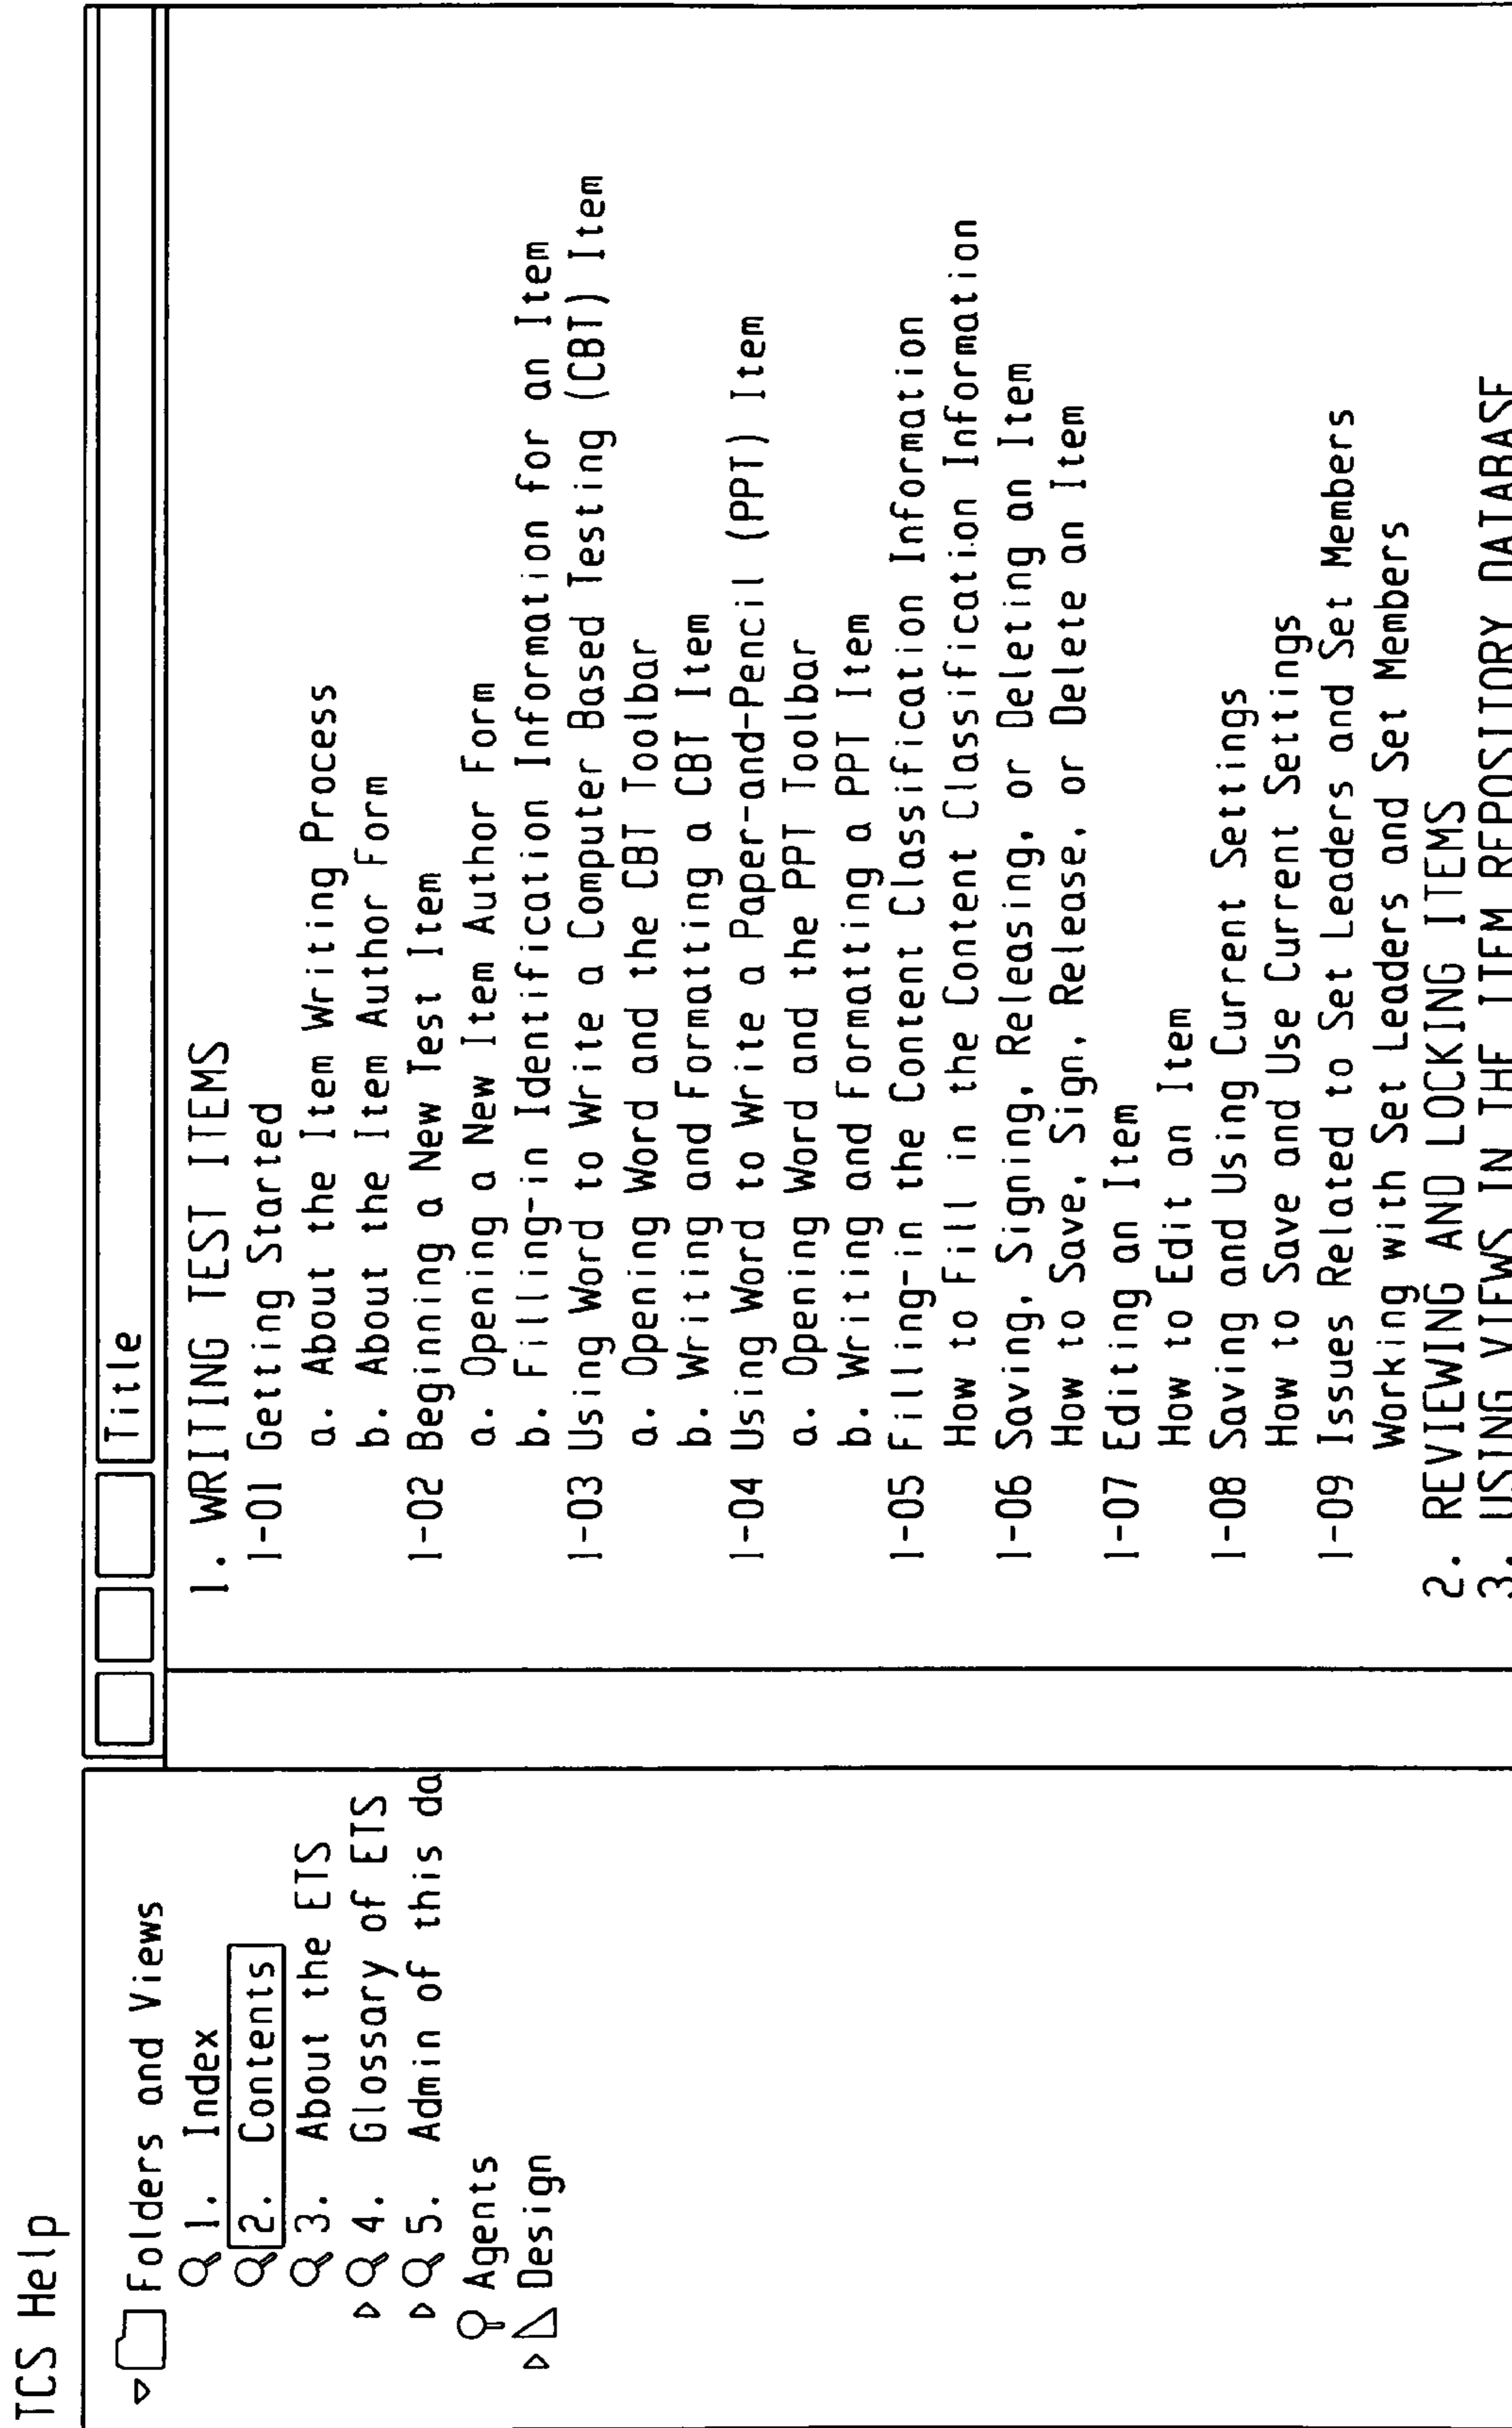 TCS Help
Folders and Views
1. Index
2. Contents
3. About the ETS
4. Glossary of ETS
5. Admin of this da
Agents
Design
Title
1. WRITING TEST ITEMS
1-01 Getting Started
a. About the Item Writing Process
b. About the Item Author Form
1-02 Beginning a New Test Item
a. Opening a New Item Author Form
b. Filling-in Identification Information for an Item
1-03 Using Word to Write a Computer Based Testing (CBT) Item
a. Opening Word and the CBT Toolbar
b. Writing and Formatting a CBT Item
1-04 Using Word to Write a Paper-and-Pencil (PPT) Item
a. Opening Word and the PPT Toolbar
b. Writing and Formatting a PPT Item
1-05 Filling-in the Content Classification Information
How to Fill in the Content Classification Information
1-06 Saving, Signing, Releasing, or Deleting an Item
How to Save, Sign, Release, or Delete an Item
1-07 Editing an Item
How to Edit an Item
1-08 Saving and Using Current Settings
How to Save and Use Current Settings
1-09 Issues Related to Set Leaders and Set Members
Working with Set Leaders and Set Members
2. REVIEWING AND LOCKING ITEMS
3. USING VIEWS IN THE ITEM REPOSITORY DATABASE